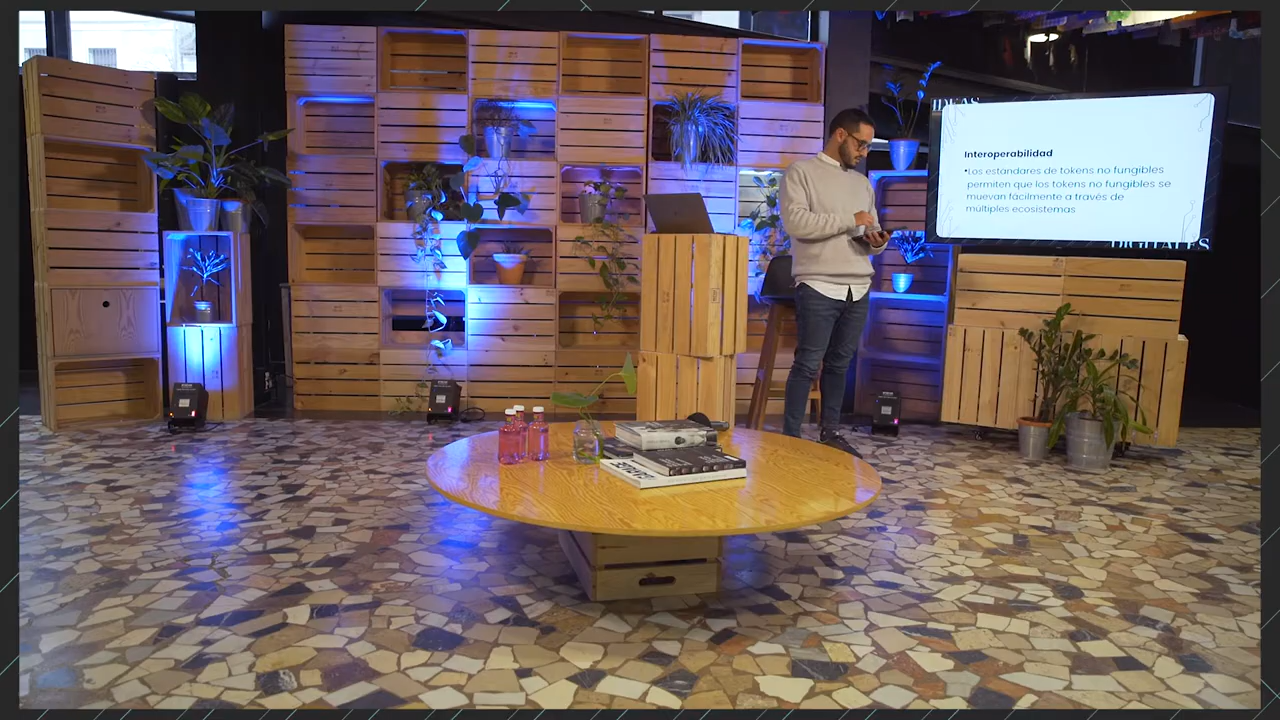 IDEAS
Interoperabilidad
•Los estándares de tokens no fungibles
permiten que los tokens no fungibles se
muevan fácilmente a través de
múltiples ecosistemas
DIGITALES